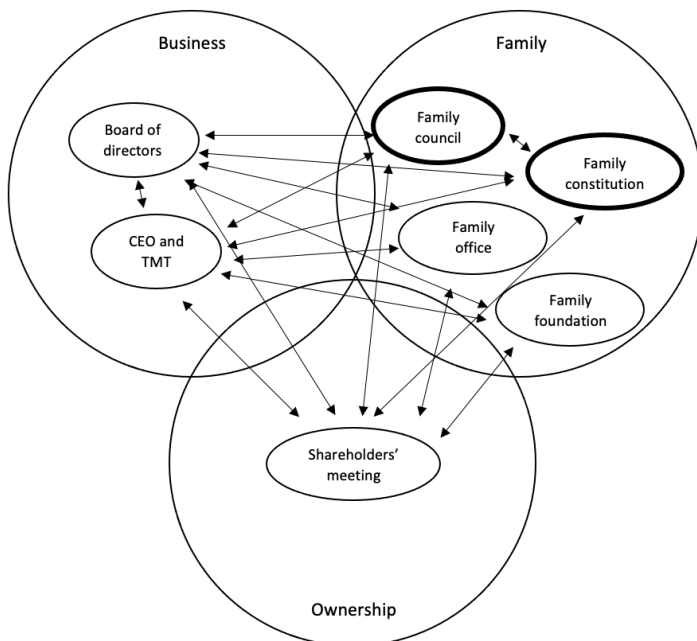 Business
Family
Board of
directors
Family
council
Family
constitution
CEO and
TMT
Family
office
Family
foundation
Shareholders’
meeting
Ownership